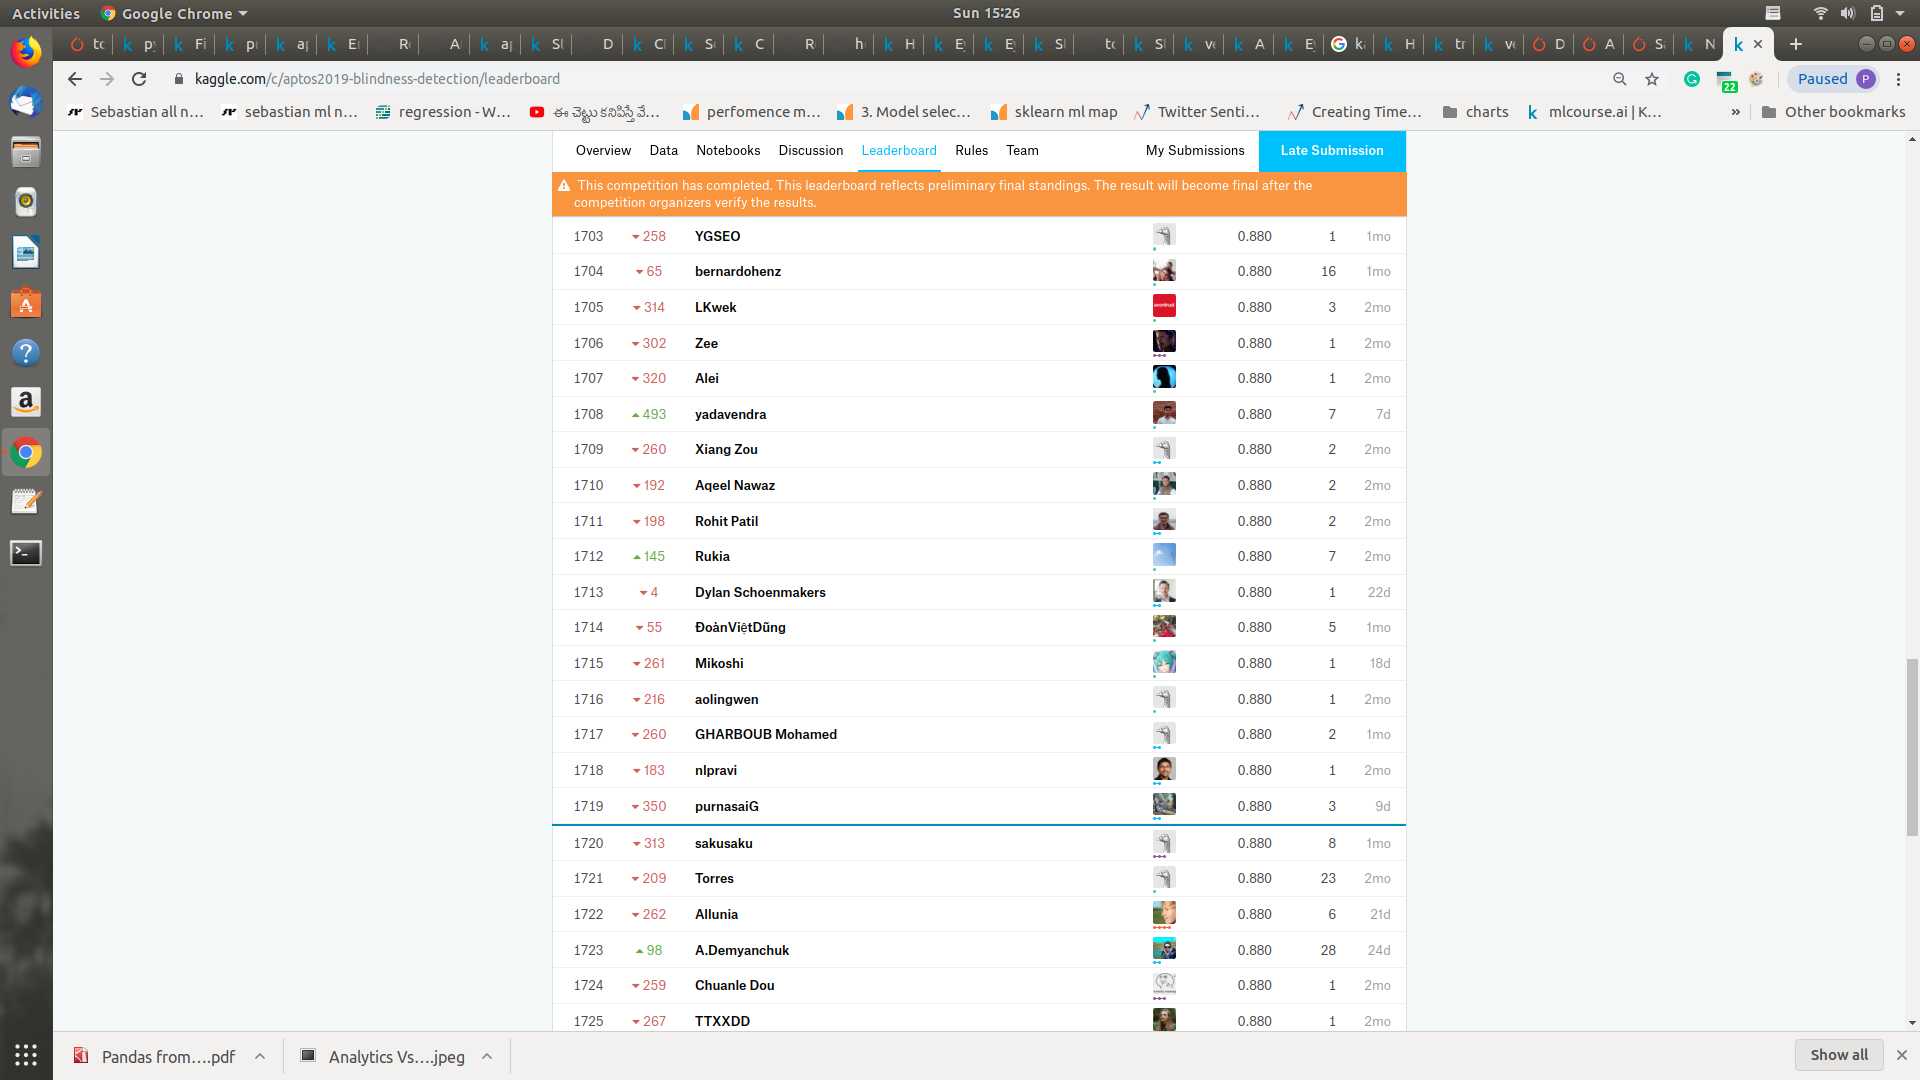 Activities Google Chrome Sun 15:26
kaggle.com/c/aptos2019-blindness-detection/leaderboard Paused P
22
Sebastian all n... sebastian ml n... regression - W... ఈ చెట్టు కనిపిస్తే వే... perfomence m... 3. Model selec... sklearn ml map Twitter Senti... Creating Time... charts mlcourse.ai | K... » Other bookmarks
Overview Data Notebooks Discussion Leaderboard Rules Team My Submissions Late Submission
This competition has completed. This leaderboard reflects preliminary final standings. The result will become final after the
competition organizers verify the results.
1703 258 YGSEO 0.880 1 1mo
1704 65 bernardohenz 0.880 16 1mo
1705 314 LKwek 0.880 3 2mo
1706 302 Zee 0.880 1 2mo
1707 320 Alei 0.880 1 2mo
1708 493 yadavendra 0.880 7 7d
1709 260 Xiang Zou 0.880 2 2mo
1710 192 Aqeel Nawaz 0.880 2 2mo
1711 198 Rohit Patil 0.880 2 2mo
1712 145 Rukia 0.880 7 2mo
1713 4 Dylan Schoenmakers 0.880 1 22d
1714 55 ĐoànViệtDũng 0.880 5 1mo
1715 261 Mikoshi 0.880 1 18d
1716 216 aolingwen 0.880 1 2mo
1717 260 GHARBOUB Mohamed 0.880 2 1mo
1718 183 nlpravi 0.880 1 2mo
1719 350 purnasaiG 0.880 3 9d
1720 313 sakusaku 0.880 8 1mo
1721 209 Torres 0.880 23 2mo
1722 262 Allunia 0.880 6 21d
1723 98 A.Demyanchuk 0.880 28 24d
1724 259 Chuanle Dou 0.880 1 2mo
1725 267 TTXXDD 0.880 1 2mo
Pandas from....pdf Analytics Vs....jpeg Show all